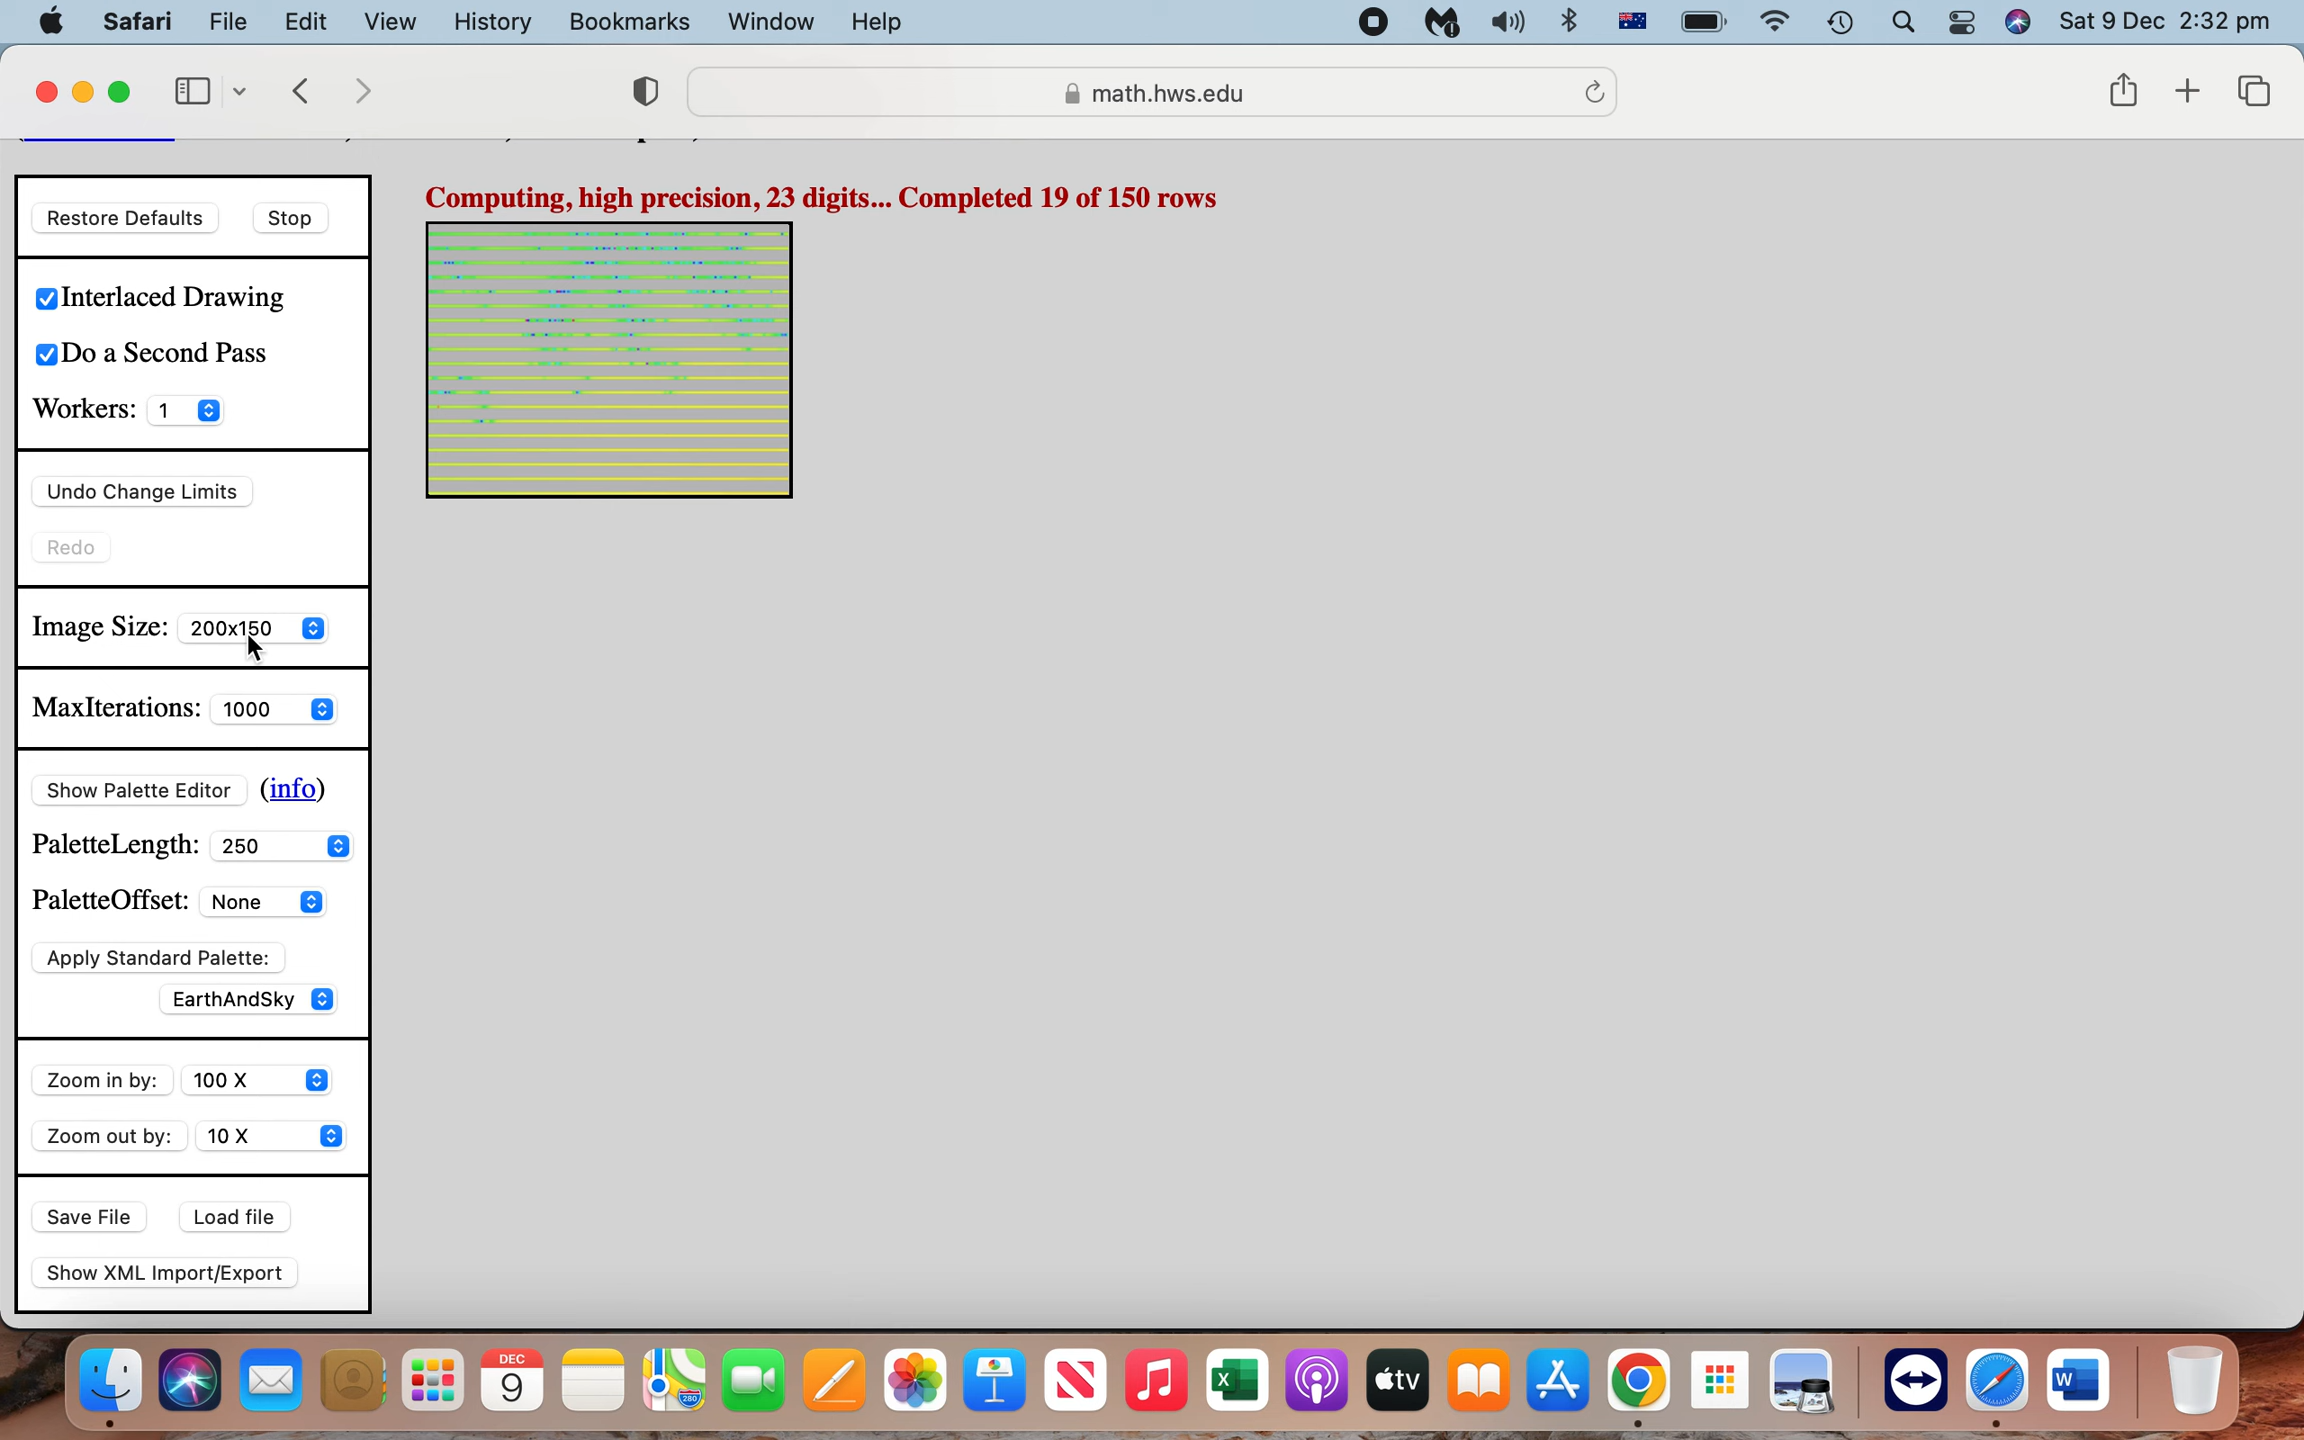 Safari File Edit View History Bookmarks Window Help Sat 9 Dec 2:32 pm
math.hws.edu
Computing, high precision, 23 digits... Completed 19 of 150 rows
Restore Defaults Stop
Interlaced Drawing
Do a Second Pass
Workers: 1
Undo Change Limits
Redo
Image Size: 200x150
MaxIterations: 1000
Show Palette Editor (info)
PaletteLength: 250
PaletteOffset: None
Apply Standard Palette:
EarthAndSky
Zoom in by: 100 X
Zoom out by: 10 X
Save File Load file
Show XML Import/Export
DEC
9
280
X
tv
W